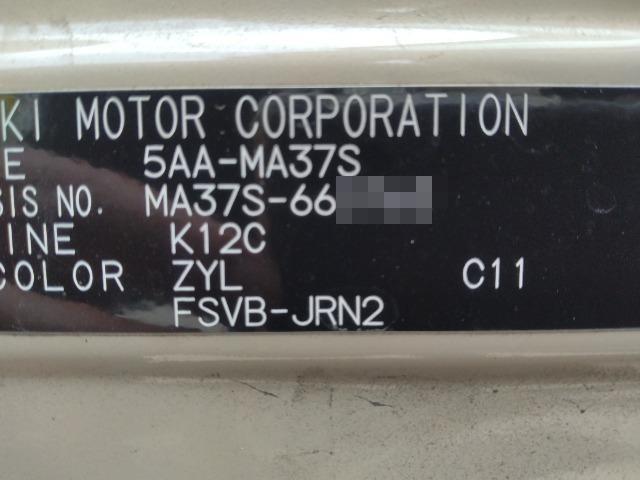 KI MOTOR CORPORATION
E 5AA-MA37S
SIS NO. MA37S-66
INE K12C
COLOR ZYL C11
FSVB-JRN2